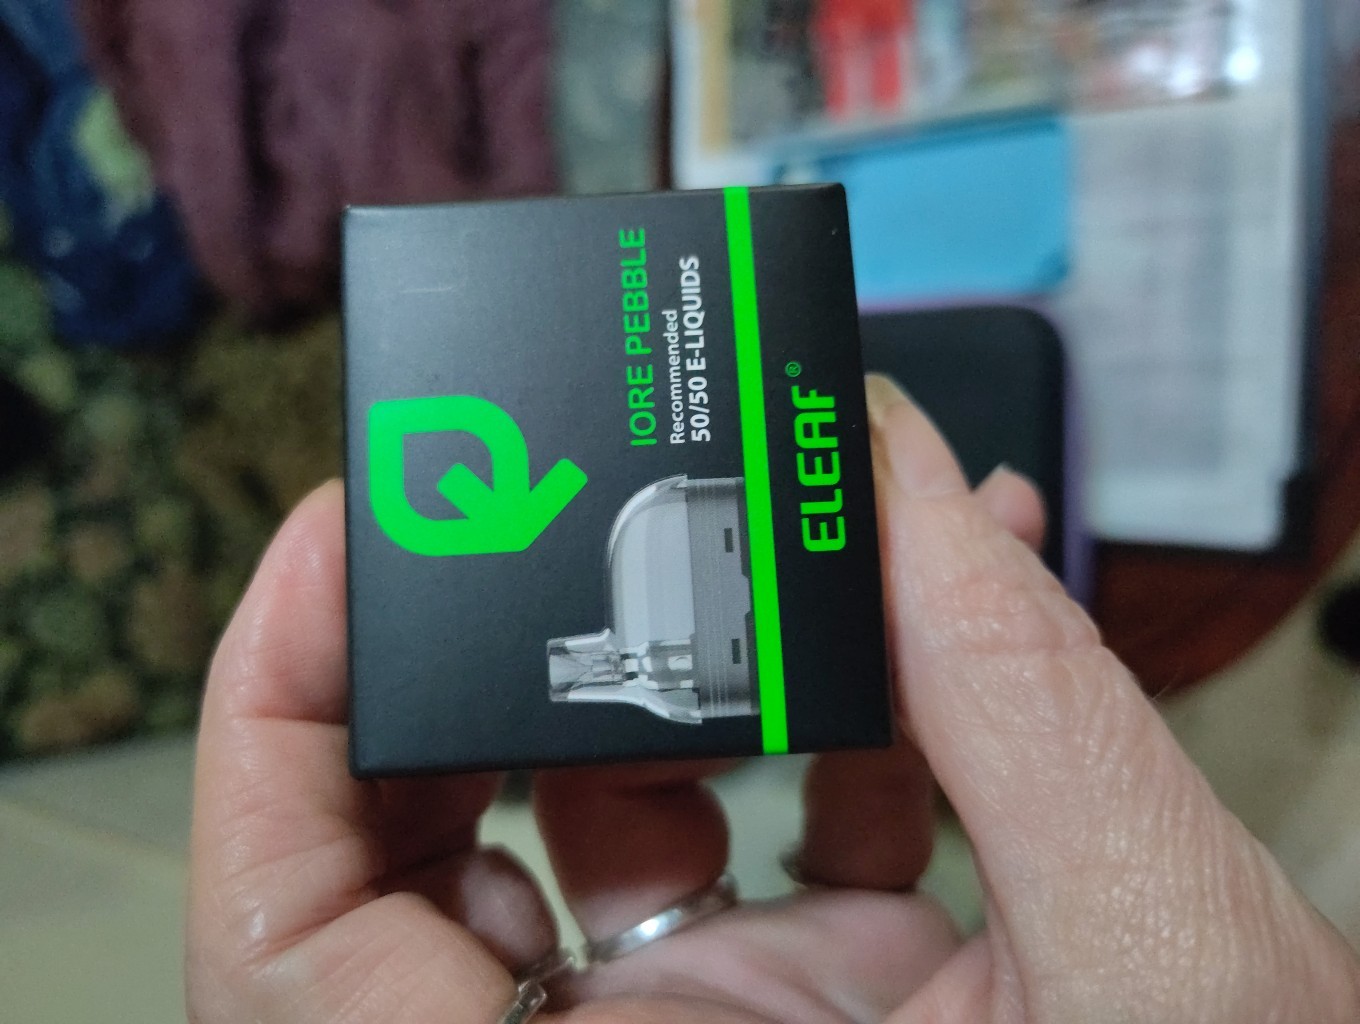 IORE PEBBLE
Recommended
50/50 E-LIQUIDS
ELEAF®